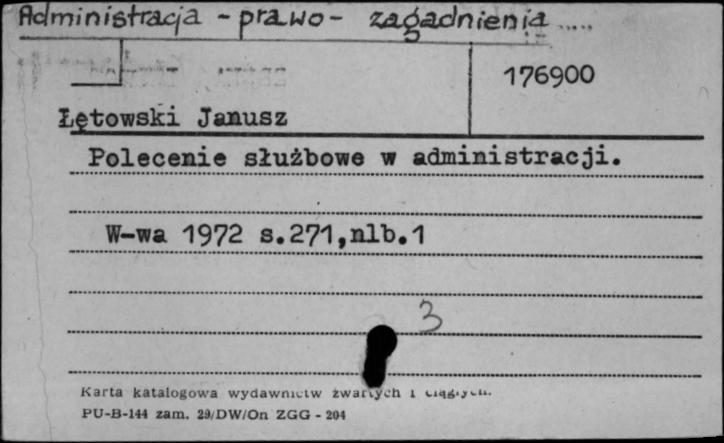 Administracja - prawo - zagadnienia .....
176900
Łętowski Janusz
Polecenie służbowe w administracji.
W-wa 1972 s.271,nlb.1
3
Karta katalogowa wydawnictw zwartych i ciągłych.
PU-B-144 zam. 29/DW/On ZGG - 204